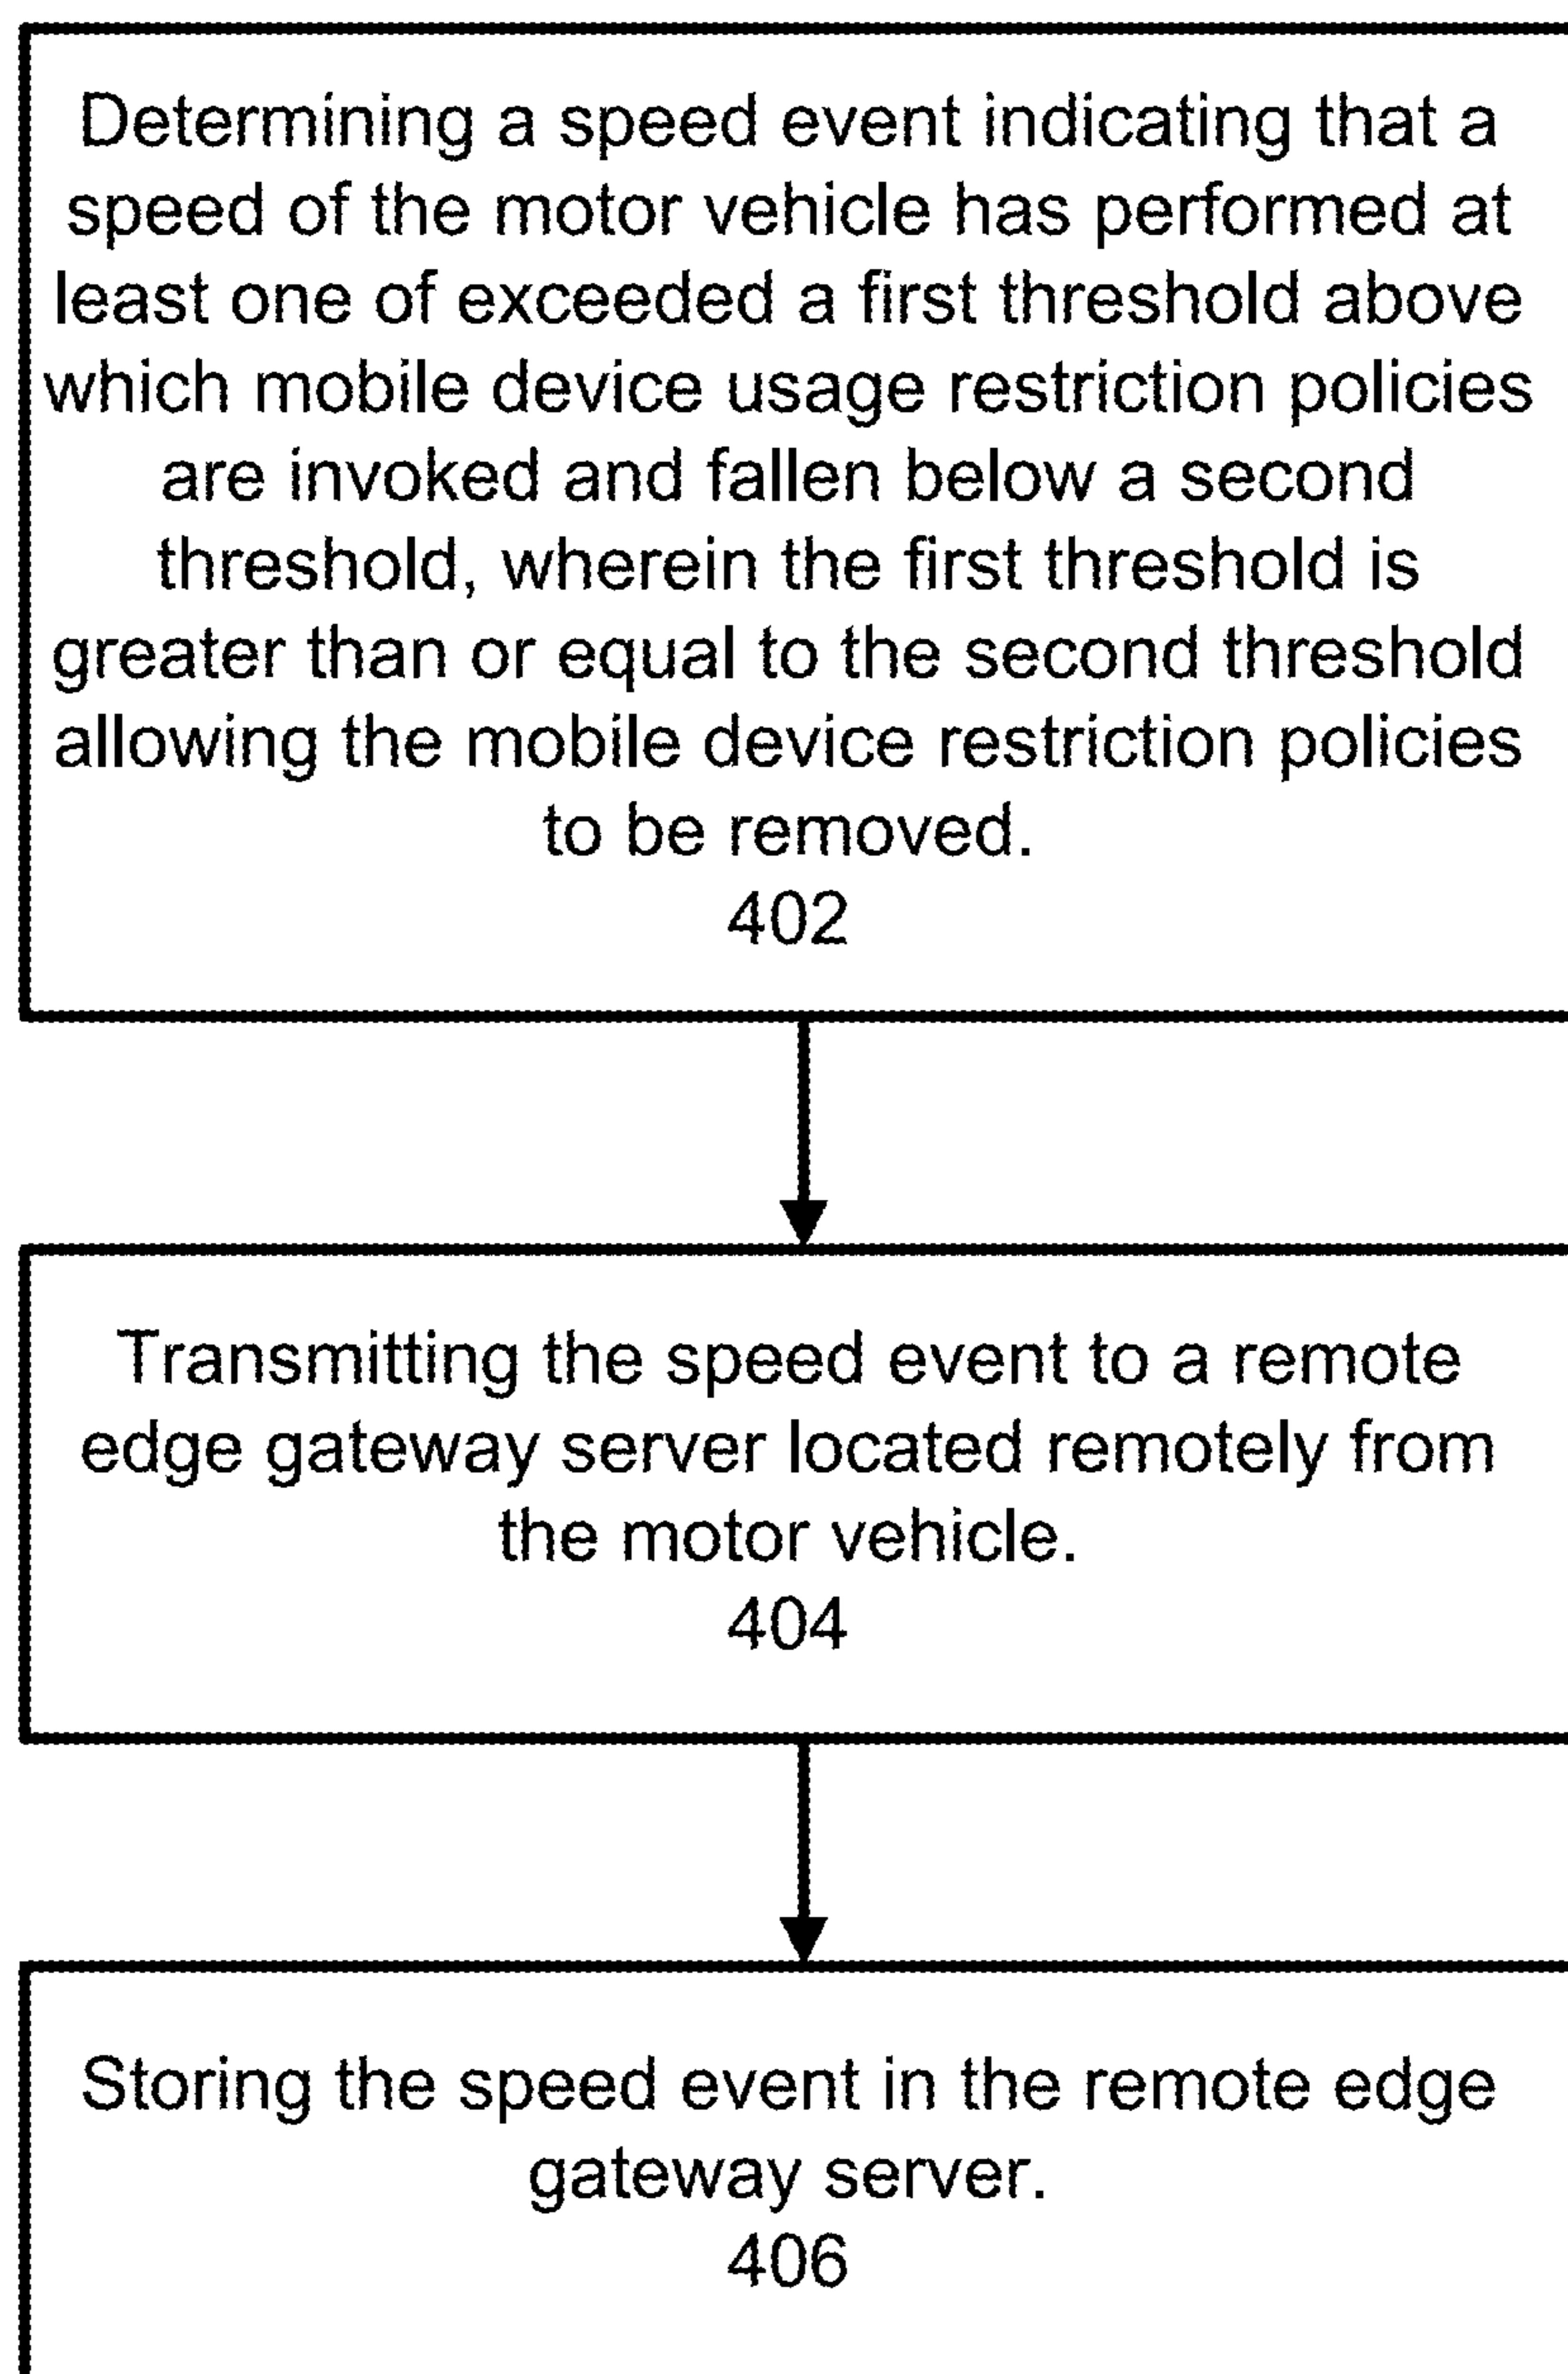 Determining a speed event indicating that a
speed of the motor vehicle has performed at
least one of exceeded a first threshold above
which mobile device usage restriction policies
are invoked and fallen below a second
threshold, wherein the first threshold is
greater than or equal to the second threshold
allowing the mobile device restriction policies
to be removed.
402
Transmitting the speed event to a remote
edge gateway server located remotely from
the motor vehicle.
404
Storing the speed event in the remote edge
gateway server.
406